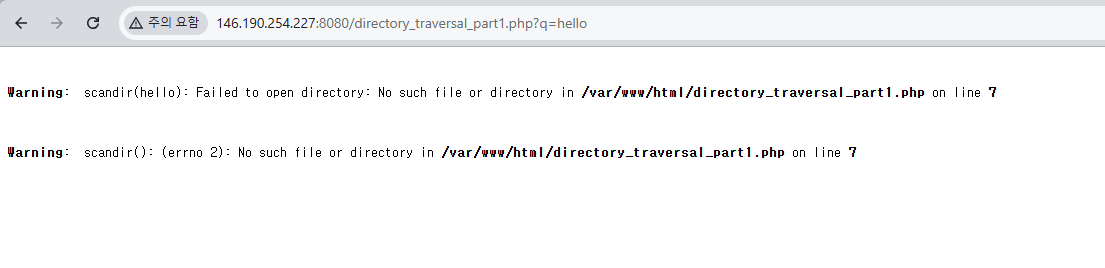 주의 요함 146.190.254.227:8080/directory_traversal_part1.php?q=hello
Warning: scandir(hello): Failed to open directory: No such file or directory in /var/www/html/directory_traversal_part1.php on line 7
Warning: scandir(): (errno 2): No such file or directory in /var/www/html/directory_traversal_part1.php on line 7